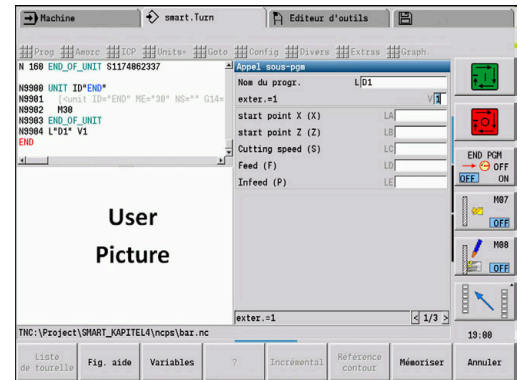 Machine
smart.Turn
Editeur d'outils
Prog Amorc ICP Units» Goto Config Divers Extras Graph.
N 160 END_OF_UNIT S1174862337
N9900 UNIT ID"END"
N9901 [<unit ID="END" ME="30" NS="" G14=
N9902 M30
N9903 END_OF_UNIT
N9904 L"D1" V1
END
Appel sous-pgm
Nom du progr. L D1
exter.=1 V 1
start point X (X) LA
start point Z (Z) LB
Cutting speed (S) LC
Feed (F) LD
Infeed (P) LE
User
Picture
exter.=1 < 1/3 >
TNC:\Project\SMART_KAPITEL4\ncps\bar.nc
END PGM
OFF
OFF ON
M07
OFF
M08
OFF
19:00
Liste de tourelle
Fig. aide
Variables
?
Incrémental
Référence contour
Mémoriser
Annuler